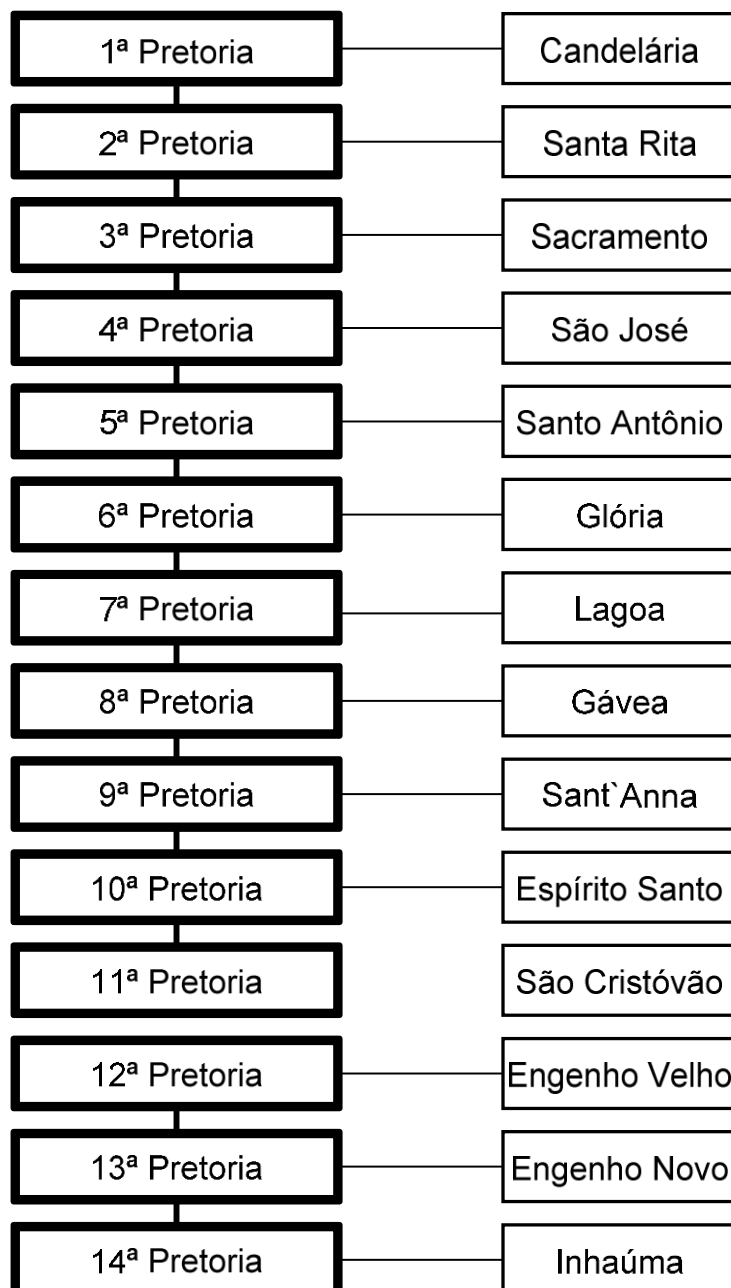 1ª Pretoria Candelária
2ª Pretoria Santa Rita
3ª Pretoria Sacramento
4ª Pretoria São José
5ª Pretoria Santo Antônio
6ª Pretoria Glória
7ª Pretoria Lagoa
8ª Pretoria Gávea
9ª Pretoria Sant`Anna
10ª Pretoria Espírito Santo
11ª Pretoria São Cristóvão
12ª Pretoria Engenho Velho
13ª Pretoria Engenho Novo
14ª Pretoria Inhaúma